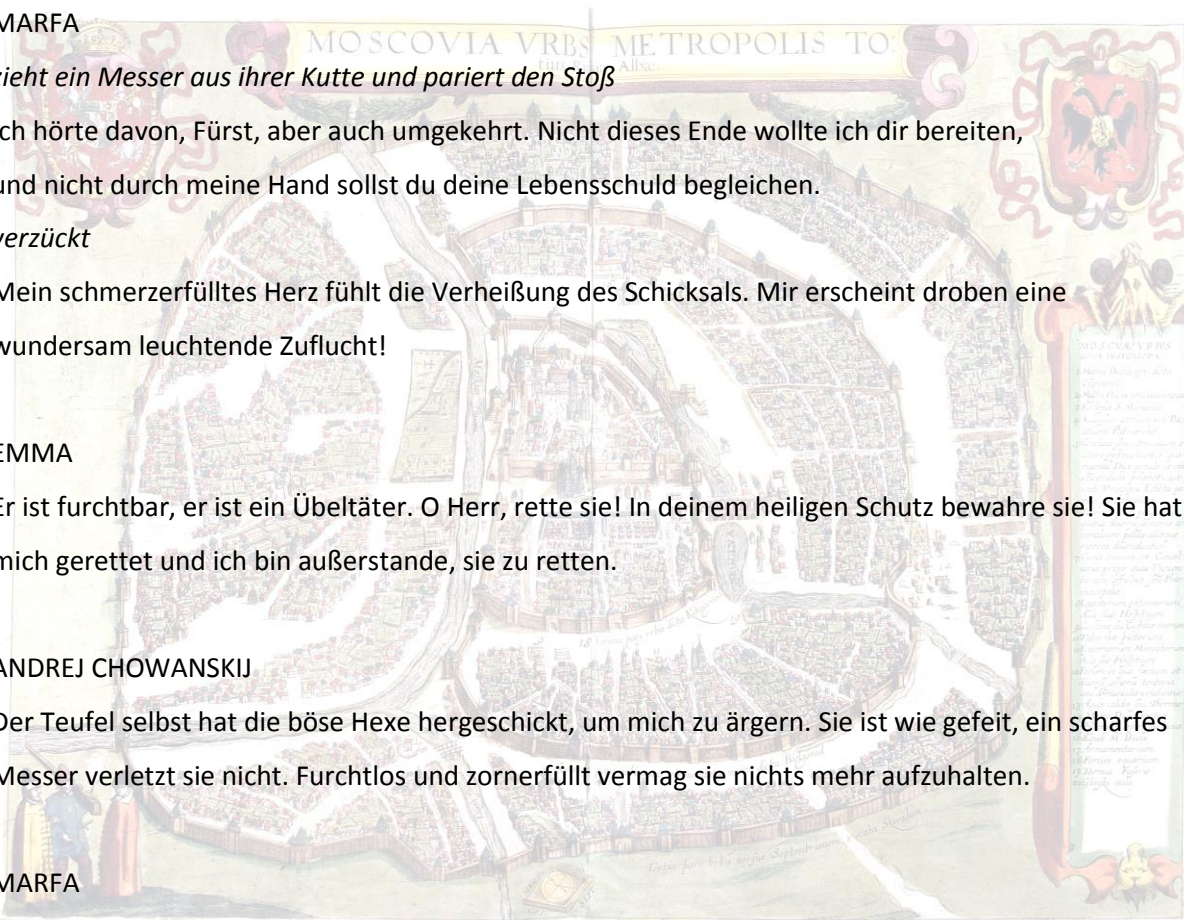 MOSCOVIA VRBS METROPOLIS TO:
MARFA
zieht ein Messer aus ihrer Kutte und pariert den Stoß
Ich hörte davon, Fürst, aber auch umgekehrt. Nicht dieses Ende wollte ich dir bereiten,
und nicht durch meine Hand sollst du deine Lebensschuld begleichen.
verzückt
Mein schmerzerfülltes Herz fühlt die Verheißung des Schicksals. Mir erscheint droben eine
wundersam leuchtende Zuflucht!
EMMA
Er ist furchtbar, er ist ein Übeltäter. O Herr, rette sie! In deinem heiligen Schutz bewahre sie! Sie hat
mich gerettet und ich bin außerstande, sie zu retten.
ANDREJ CHOWANSKIJ
Der Teufel selbst hat die böse Hexe hergeschickt, um mich zu ärgern. Sie ist wie gefeit, ein scharfes
Messer verletzt sie nicht. Furchtlos und zornerfüllt vermag sie nichts mehr aufzuhalten.
MARFA